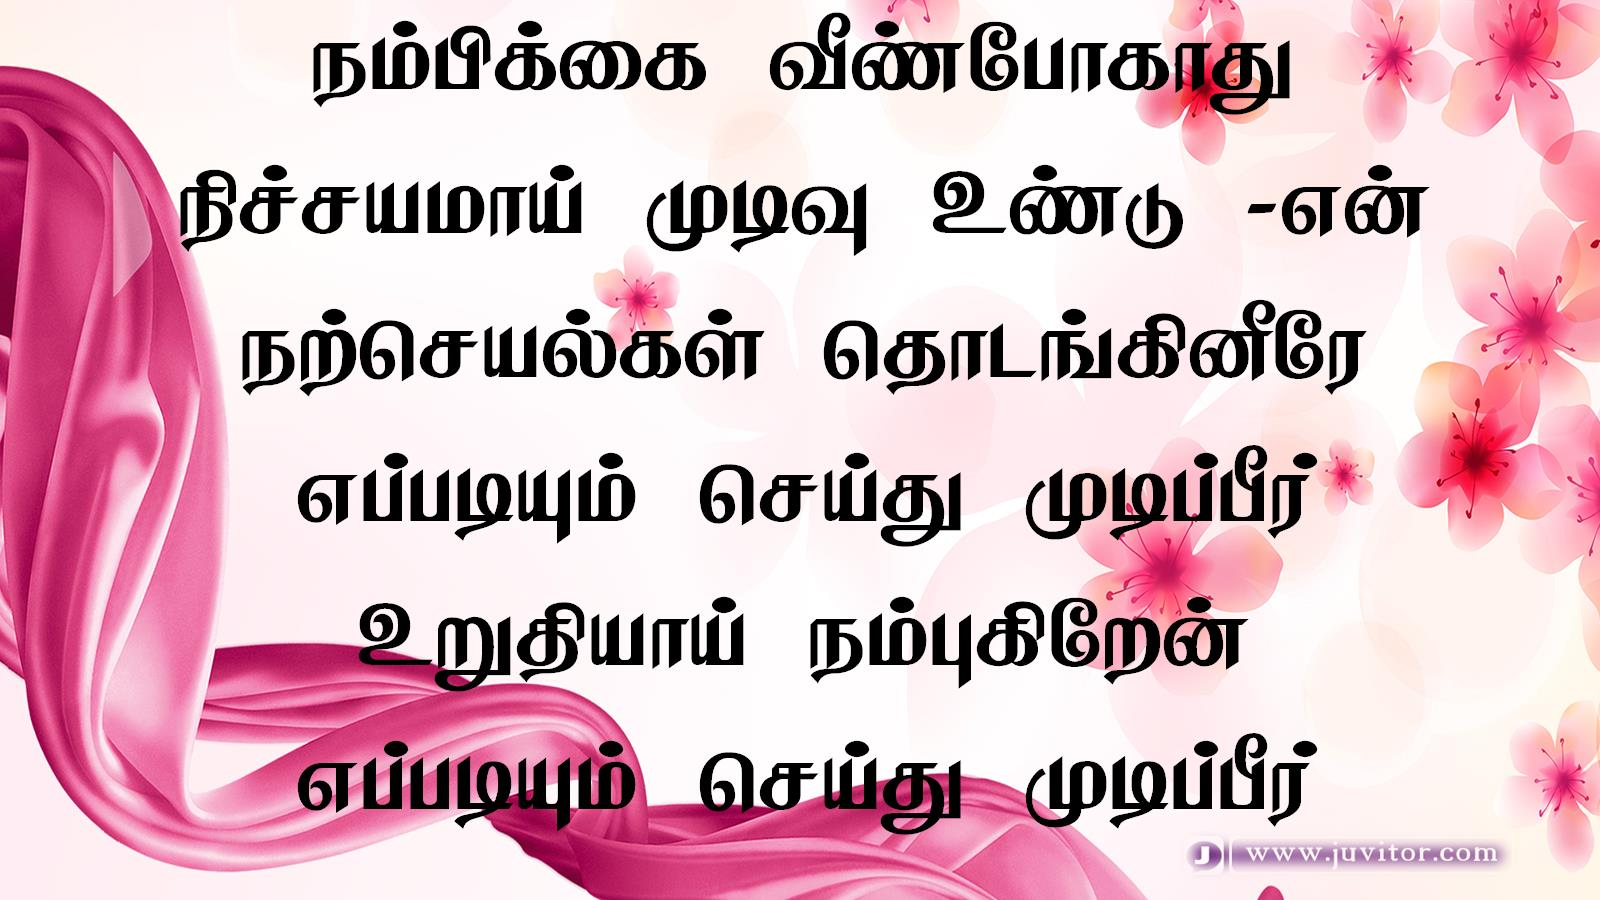 நம்பிக்கை வீண்போகாது
நிச்சயமாய் முடிவு உண்டு -என்
நற்செயல்கள் தொடங்கினீரே
எப்படியும் செய்து முடிப்பீர்
உறுதியாய் நம்புகிறேன்
எப்படியும் செய்து முடிப்பீர்
J www.juvitor.com